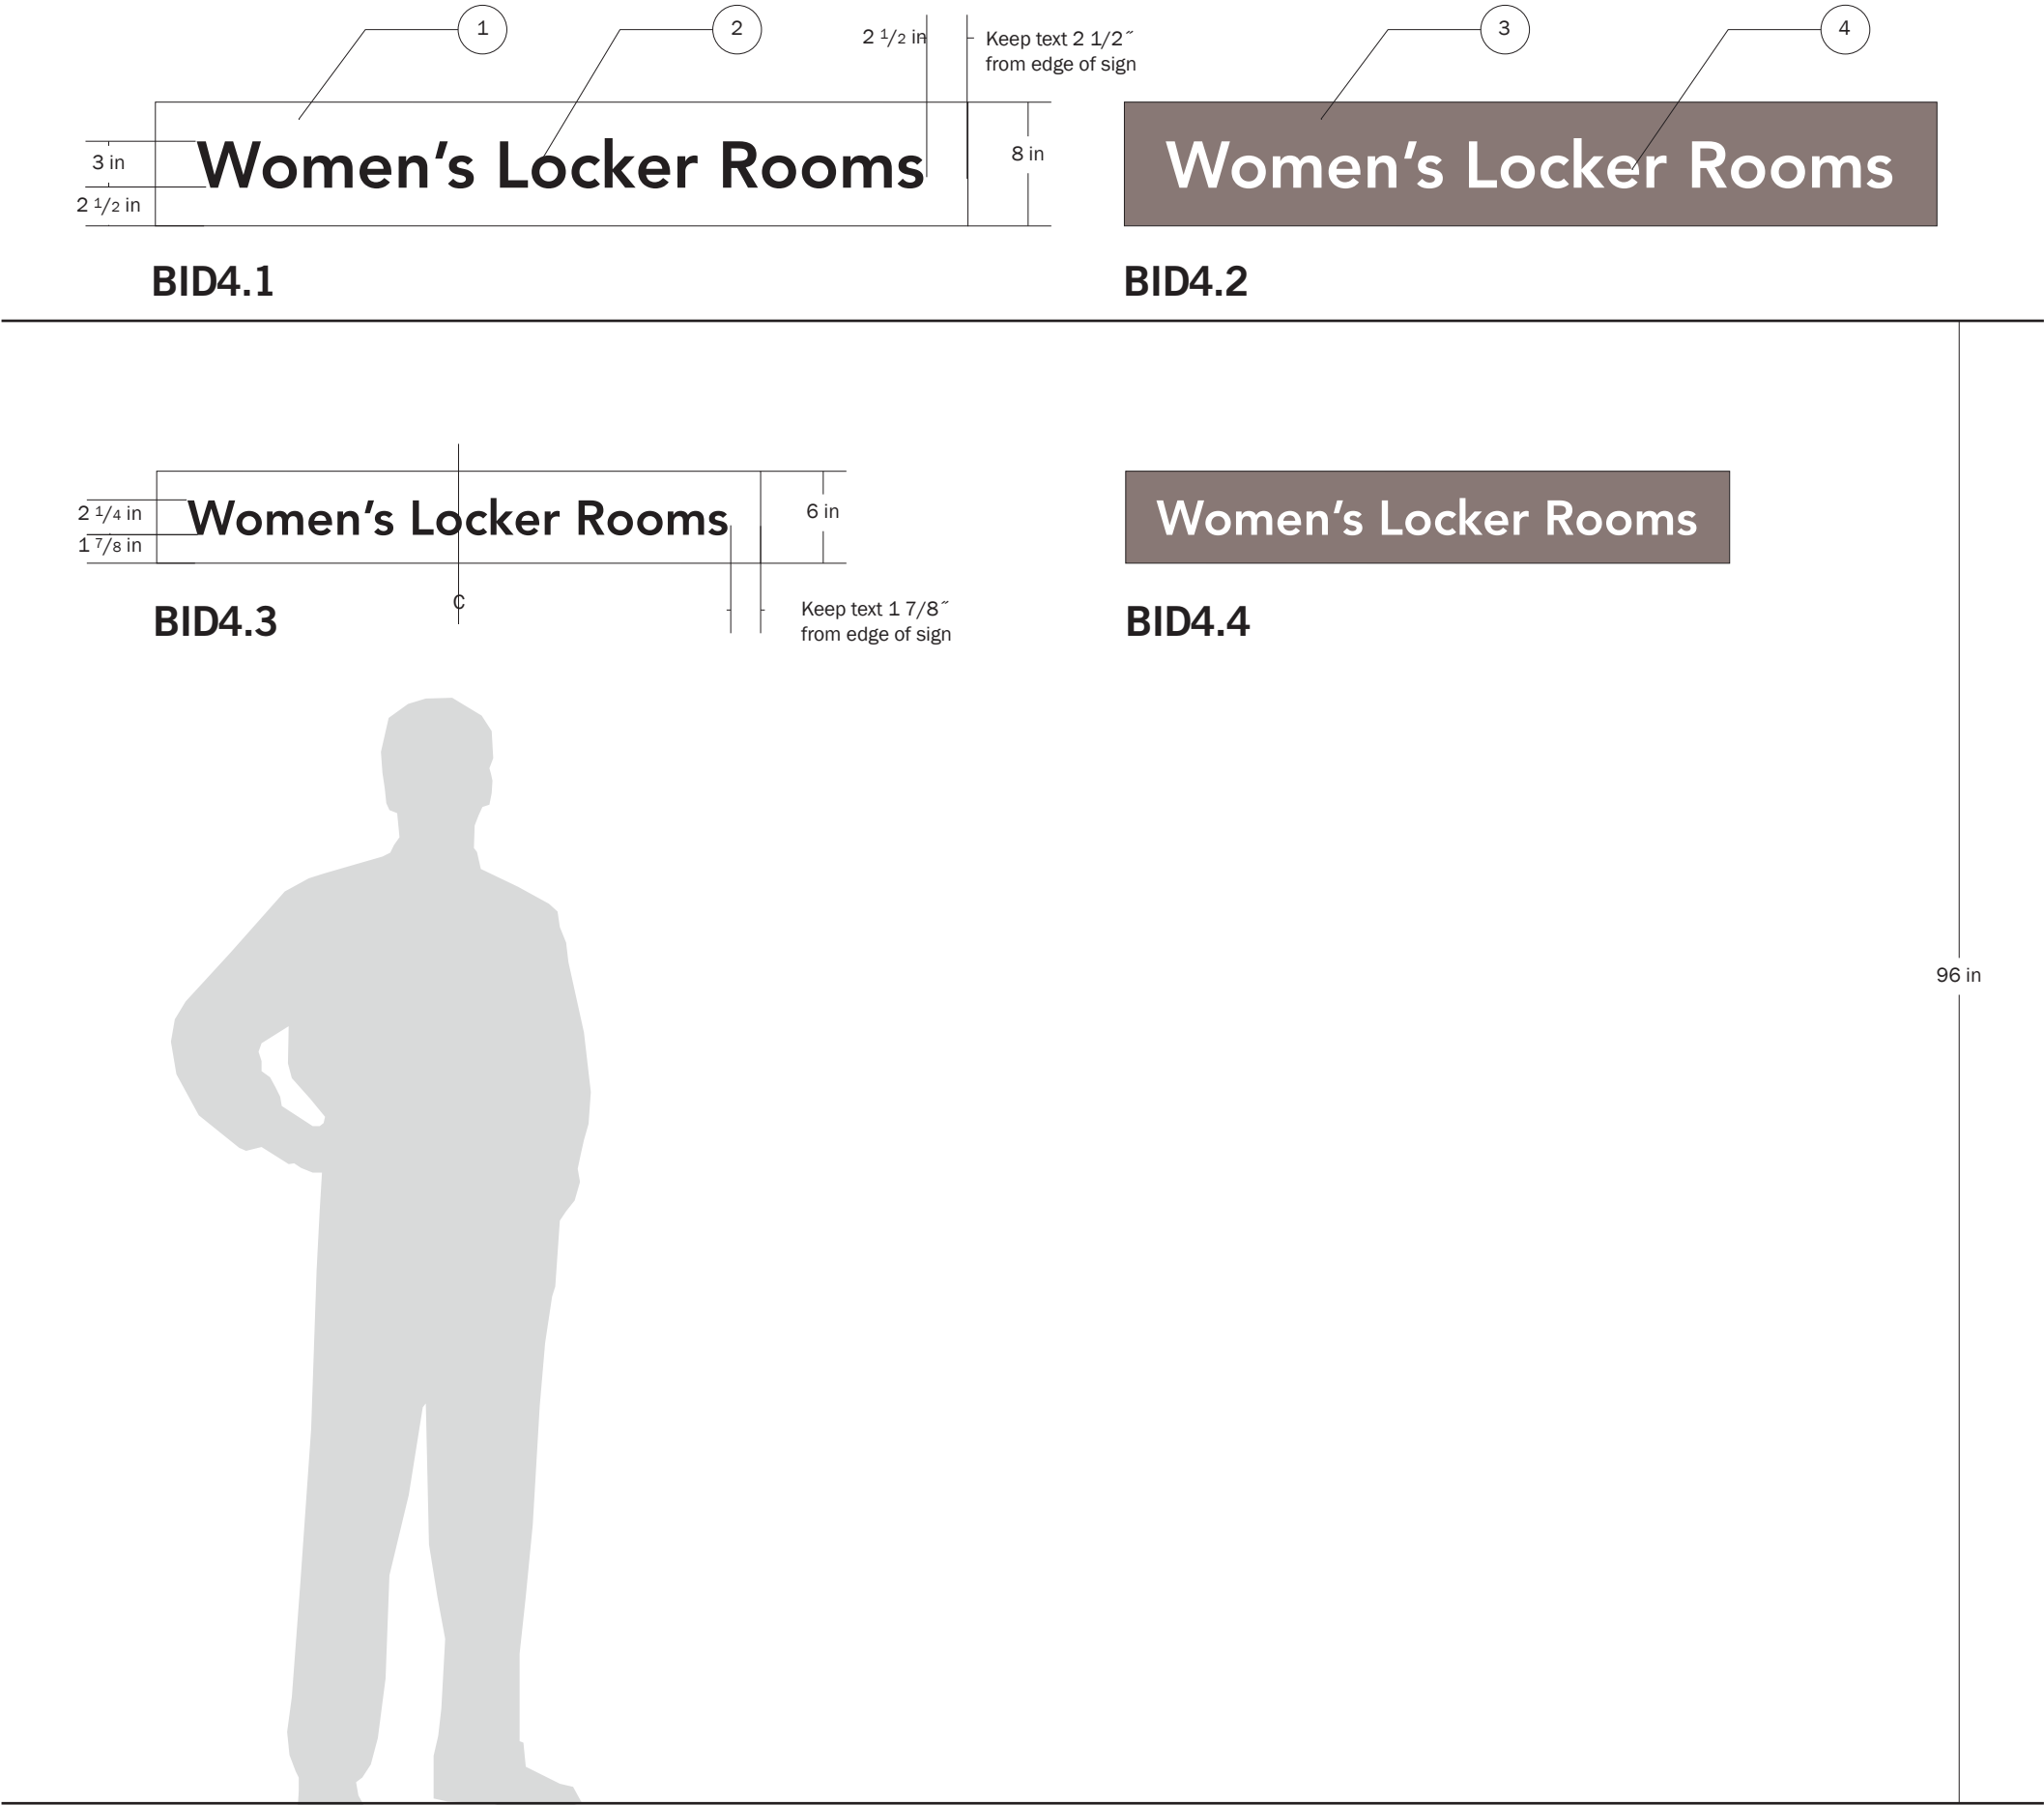 1
2
2 1/2 in
Keep text 2 1/2˝
from edge of sign
3
4
3 in
2 1/2 in
Women’s Locker Rooms
8 in
Women’s Locker Rooms
BID4.1
BID4.2
2 1/4 in
1 7/8 in
Women’s Locker Rooms
6 in
Women’s Locker Rooms
C
Keep text 1 7/8˝
from edge of sign
BID4.3
BID4.4
96 in